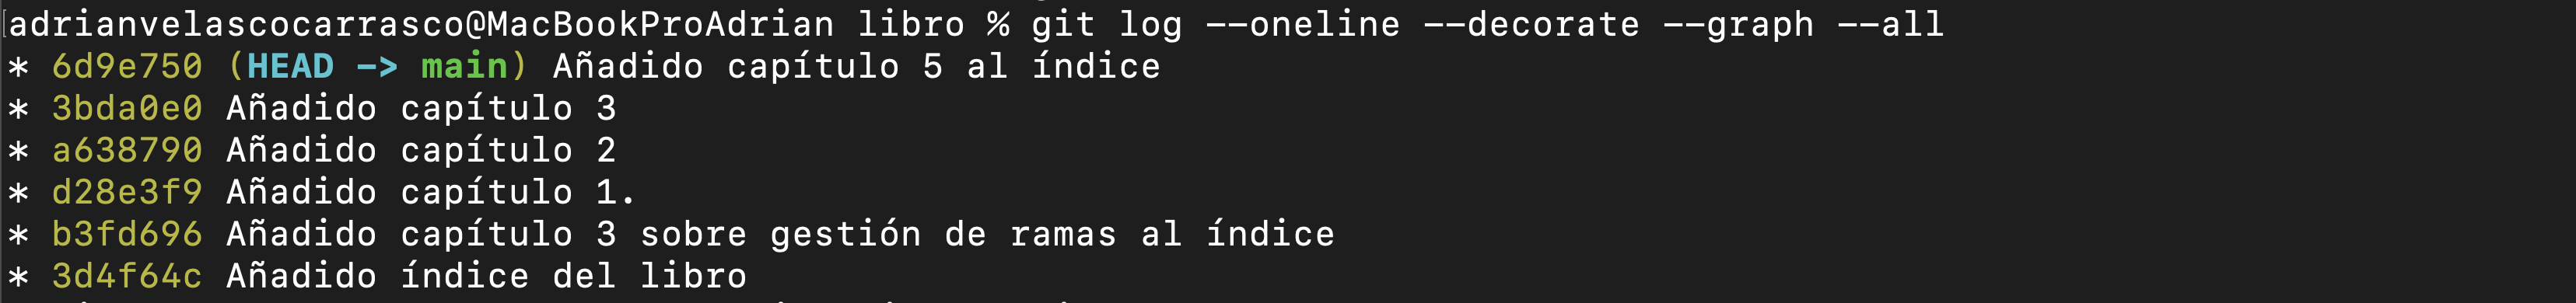 adrianvelascocarrasco@MacBookProAdrian libro % git log --oneline --decorate --graph --all
* 6d9e750 (HEAD -> main) Añadido capítulo 5 al índice
* 3bda0e0 Añadido capítulo 3
* a638790 Añadido capítulo 2
* d28e3f9 Añadido capítulo 1.
* b3fd696 Añadido capítulo 3 sobre gestión de ramas al índice
* 3d4f64c Añadido índice del libro